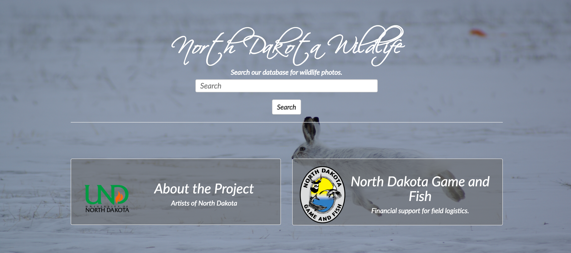 North Dakota Wildlife
Search our database for wildlife photos.
Search
Search
UND
NORTH DAKOTA
About the Project
Artists of North Dakota
NORTH DAKOTA
GAME AND FISH
North Dakota Game and
Fish
Financial support for field logistics.